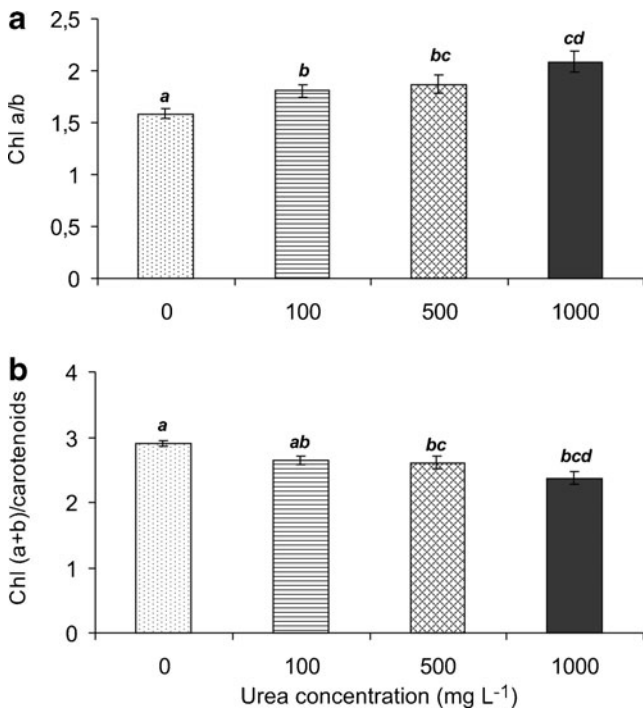 a
Chl a/b
2,5
2
1,5
1
0,5
0
a
b
bc
cd
0 100 500 1000
b
Chl (a+b)/carotenoids
4
3
2
1
0
a
ab
bc
bcd
0 100 500 1000
Urea concentration (mg L⁻¹)